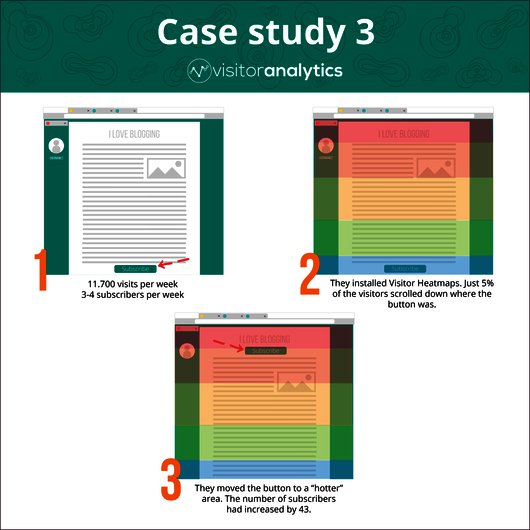 Case study 3
visitoranalytics
I LOVE BLOGGING
Subscribe
1
11.700 visits per week
3-4 subscribers per week
I LOVE BLOGGING
Subscribe
2
They installed Visitor Heatmaps. Just 5%
of the visitors scrolled down where the
button was.
I LOVE BLOGGING
Subscribe
3
They moved the button to a “hotter”
area. The number of subscribers
had increased by 43.